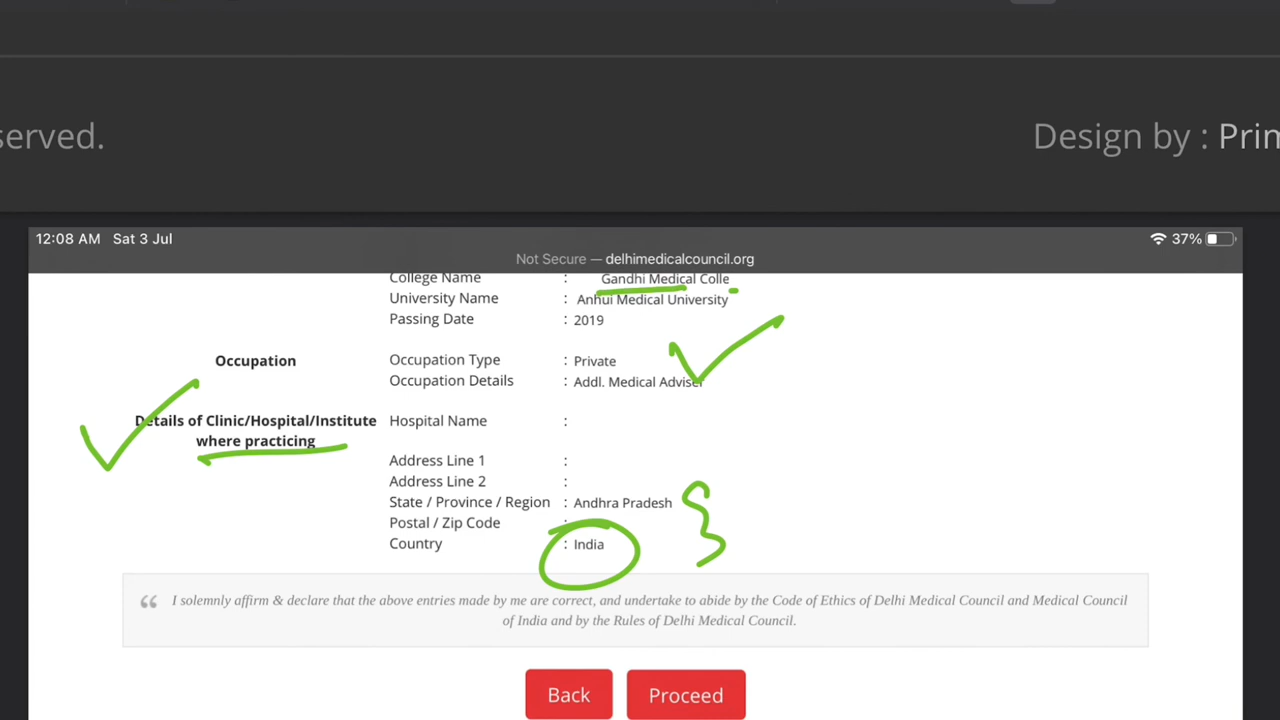 served.
Design by : Prin
12:08 AM Sat 3 Jul
37%
Not Secure — delhimedicalcouncil.org
College Name : Gandhi Medical Colle
University Name : Anhui Medical University
Passing Date : 2019
Occupation
Occupation Type : Private
Occupation Details : Addl. Medical Adviser
Details of Clinic/Hospital/Institute
where practicing
Hospital Name :
Address Line 1 :
Address Line 2 :
State / Province / Region : Andhra Pradesh
Postal / Zip Code :
Country : India
“ I solemnly affirm & declare that the above entries made by me are correct, and undertake to abide by the Code of Ethics of Delhi Medical Council and Medical Council
of India and by the Rules of Delhi Medical Council.
Back
Proceed